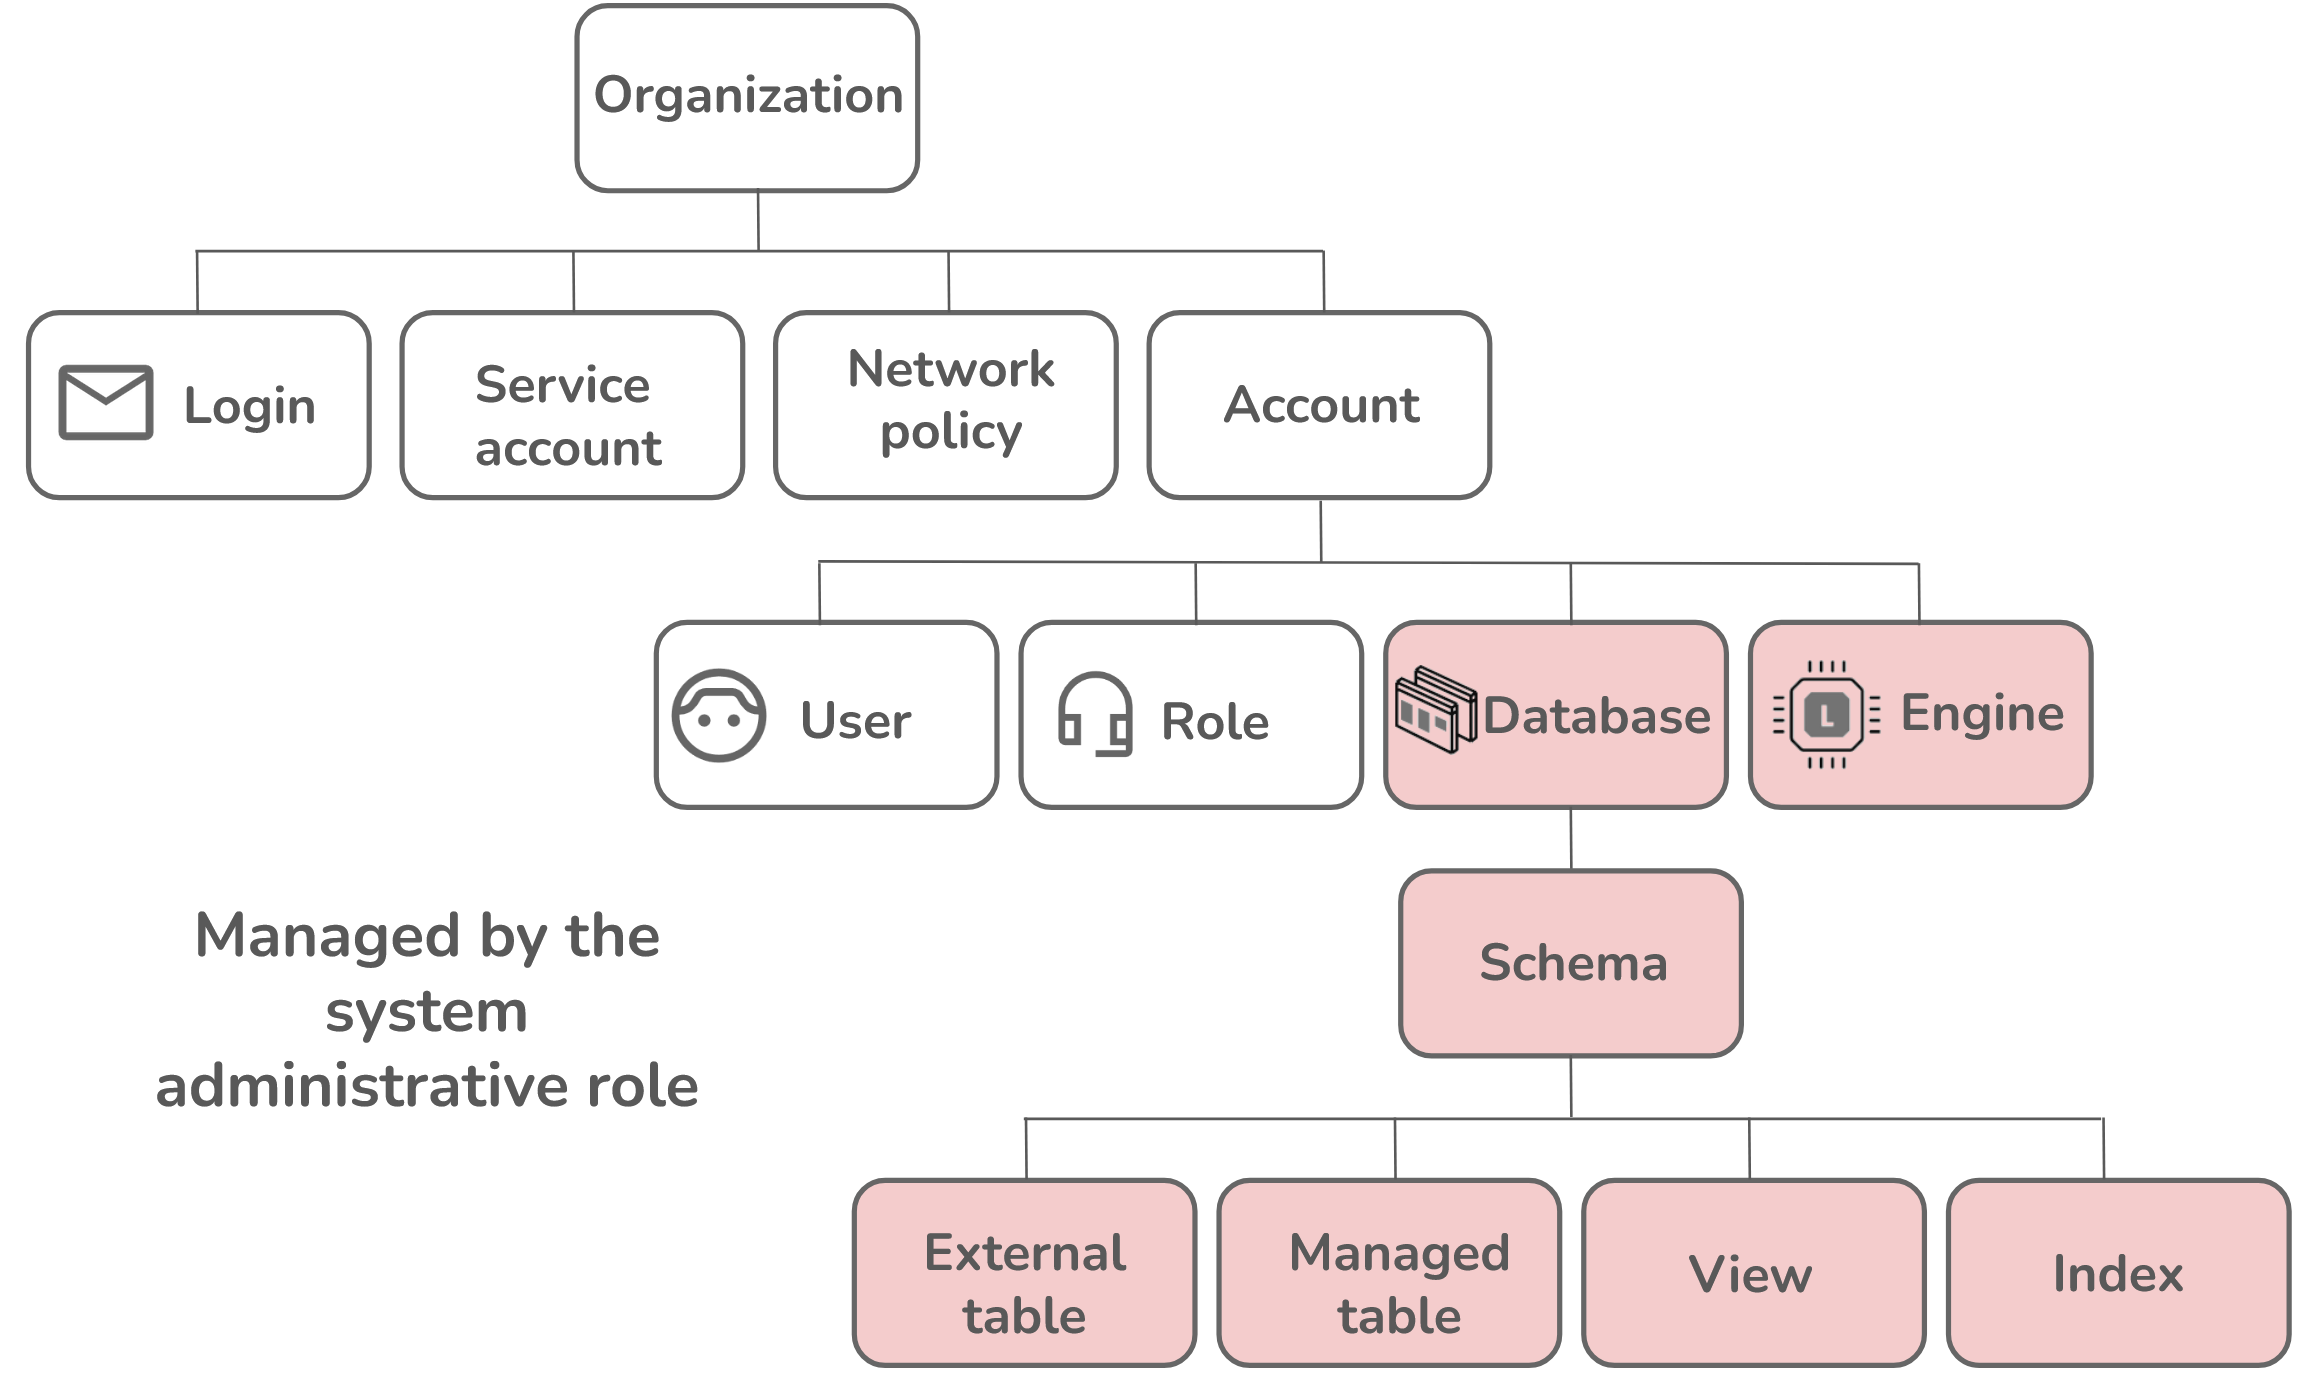 Organization
Login
Service
account
Network
policy
Account
User
Role
Database
L
Engine
Schema
Managed by the
system
administrative role
External
table
Managed
table
View
Index